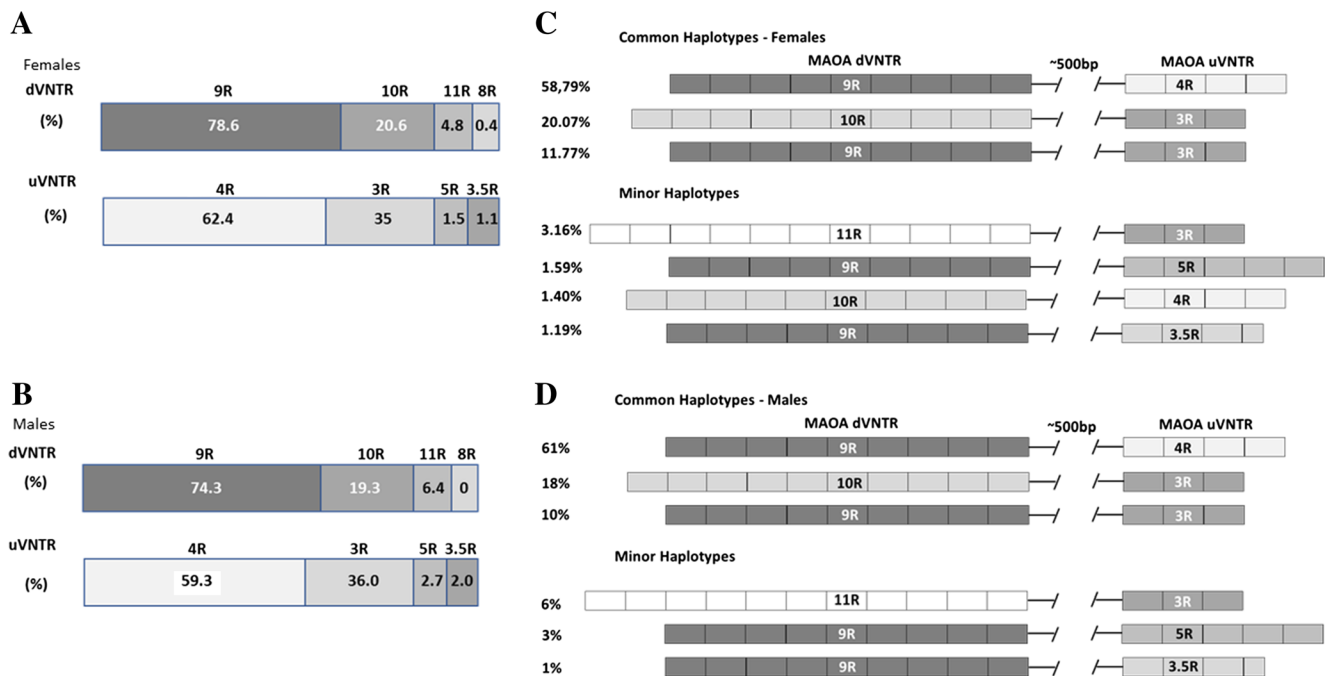 A
Females
dVNTR 9R 10R 11R 8R
(%) 78.6 20.6 4.8 0.4
uVNTR 4R 3R 5R 3.5R
(%) 62.4 35 1.5 1.1
B
Males
dVNTR 9R 10R 11R 8R
(%) 74.3 19.3 6.4 0
uVNTR 4R 3R 5R 3.5R
(%) 59.3 36.0 2.7 2.0
C
Common Haplotypes - Females
MAOA dVNTR ~500bp MAOA uVNTR
58,79% 9R 4R
20.07% 10R 3R
11.77% 9R 3R
Minor Haplotypes
3.16% 11R 3R
1.59% 9R 5R
1.40% 10R 4R
1.19% 9R 3.5R
D
Common Haplotypes - Males
MAOA dVNTR ~500bp MAOA uVNTR
61% 9R 4R
18% 10R 3R
10% 9R 3R
Minor Haplotypes
6% 11R 3R
3% 9R 5R
1% 9R 3.5R